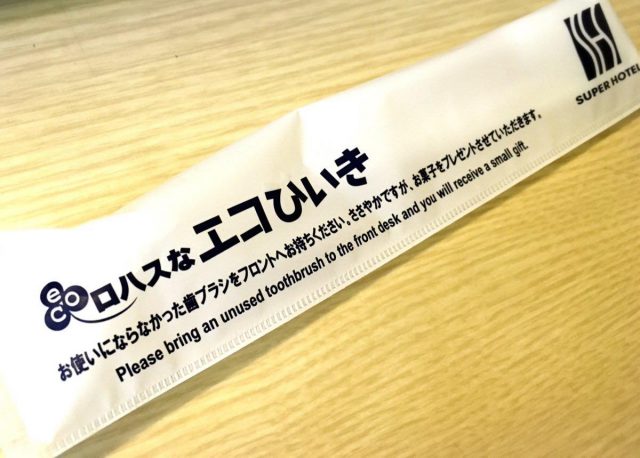 SUPER HOTEL
eco ロハスなエコひいき
お使いにならなかった歯ブラシをフロントへお持ちください。ささやかですが、お菓子をプレゼントさせていただきます。
Please bring an unused toothbrush to the front desk and you will receive a small gift.